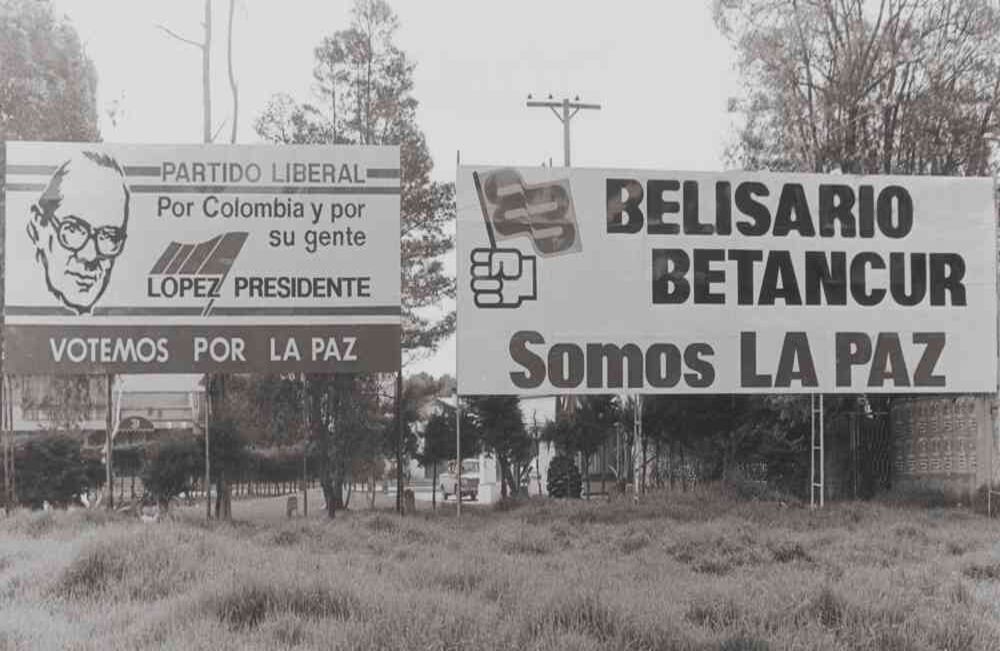 PARTIDO LIBERAL
Por Colombia y por
su gente
LOPEZ PRESIDENTE
VOTEMOS POR LA PAZ
BELISARIO
BETANCUR
Somos LA PAZ